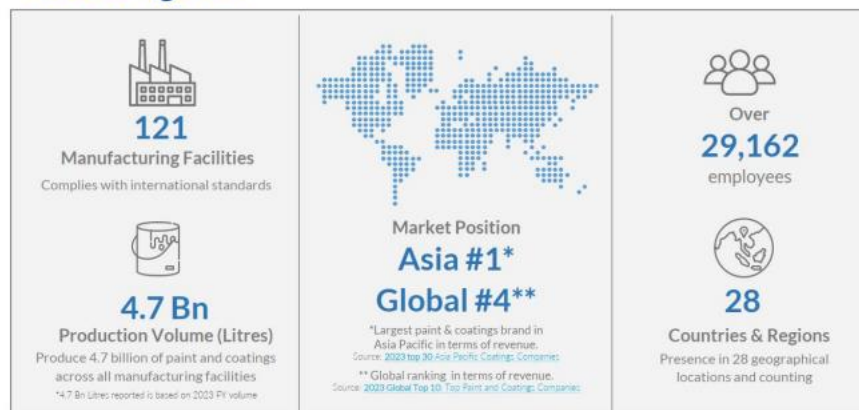 121
Manufacturing Facilities
Complies with international standards
4.7 Bn
Production Volume (Litres)
Produce 4.7 billion of paint and coatings
across all manufacturing facilities
*4.7 Bn Litres reported is based on 2023 FY volume
Market Position
Asia #1*
Global #4**
*Largest paint & coatings brand in
Asia Pacific in terms of revenue.
Source: 2023 top 30 Asia Pacific Coatings Companies
** Global ranking in terms of revenue.
Source: 2023 Global Top 10: Top Paint and Coatings Companies
Over
29,162
employees
28
Countries & Regions
Presence in 28 geographical
locations and counting